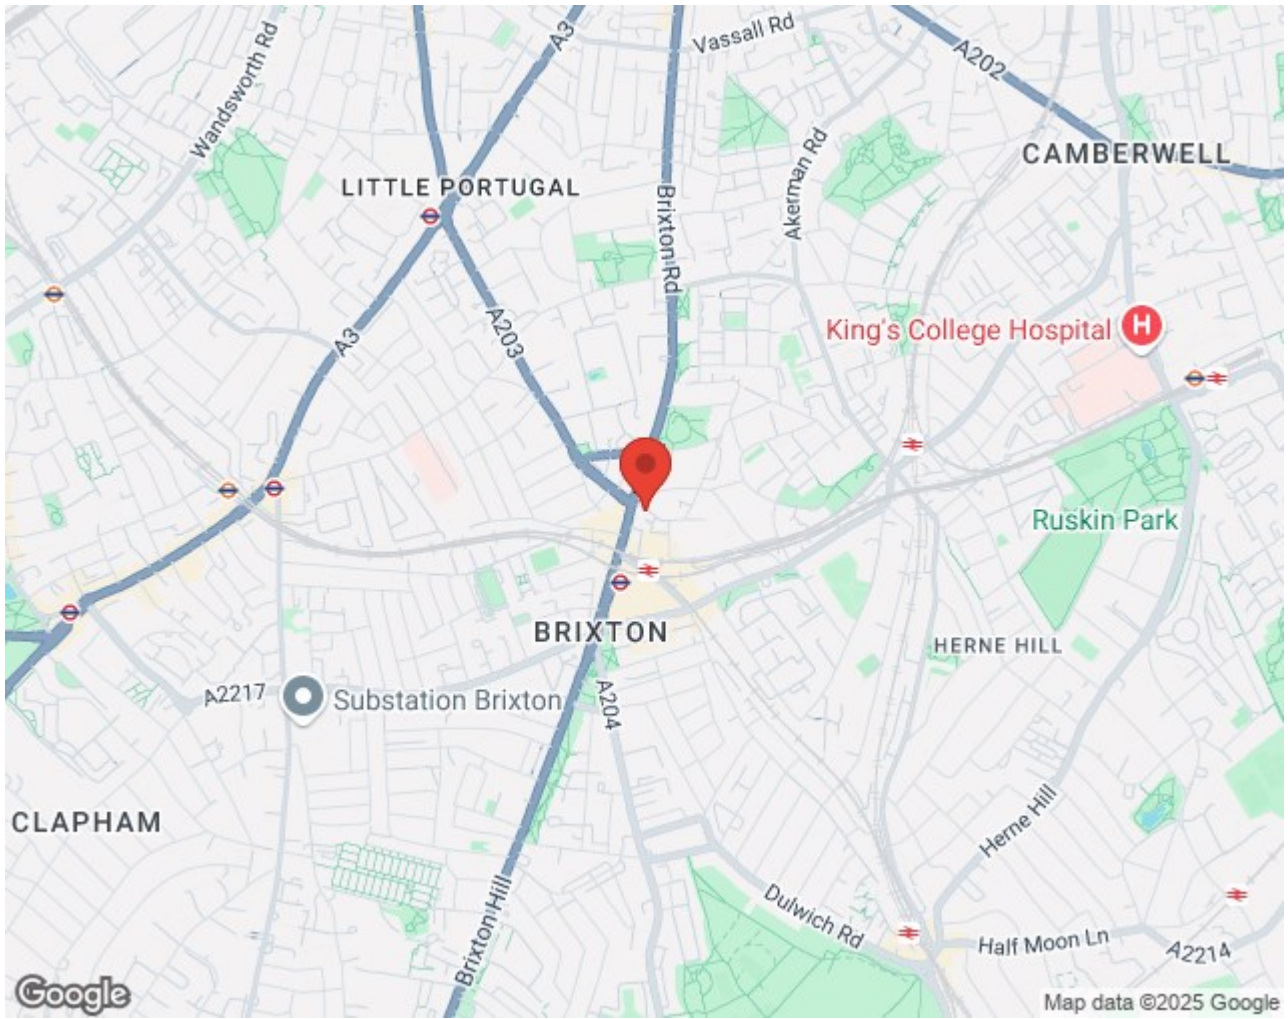 Wandsworth Rd
A3
Vassall Rd
A202
CAMBERWELL
LITTLE PORTUGAL
Akerman Rd
Brixton Rd
A203
A3
King's College Hospital
H
Ruskin Park
BRIXTON
HERNE HILL
A2217
Substation Brixton
A204
CLAPHAM
Herne Hill
Brixton Hill
Dulwich Rd
Half Moon Ln
A2214
Google
Map data ©2025 Google